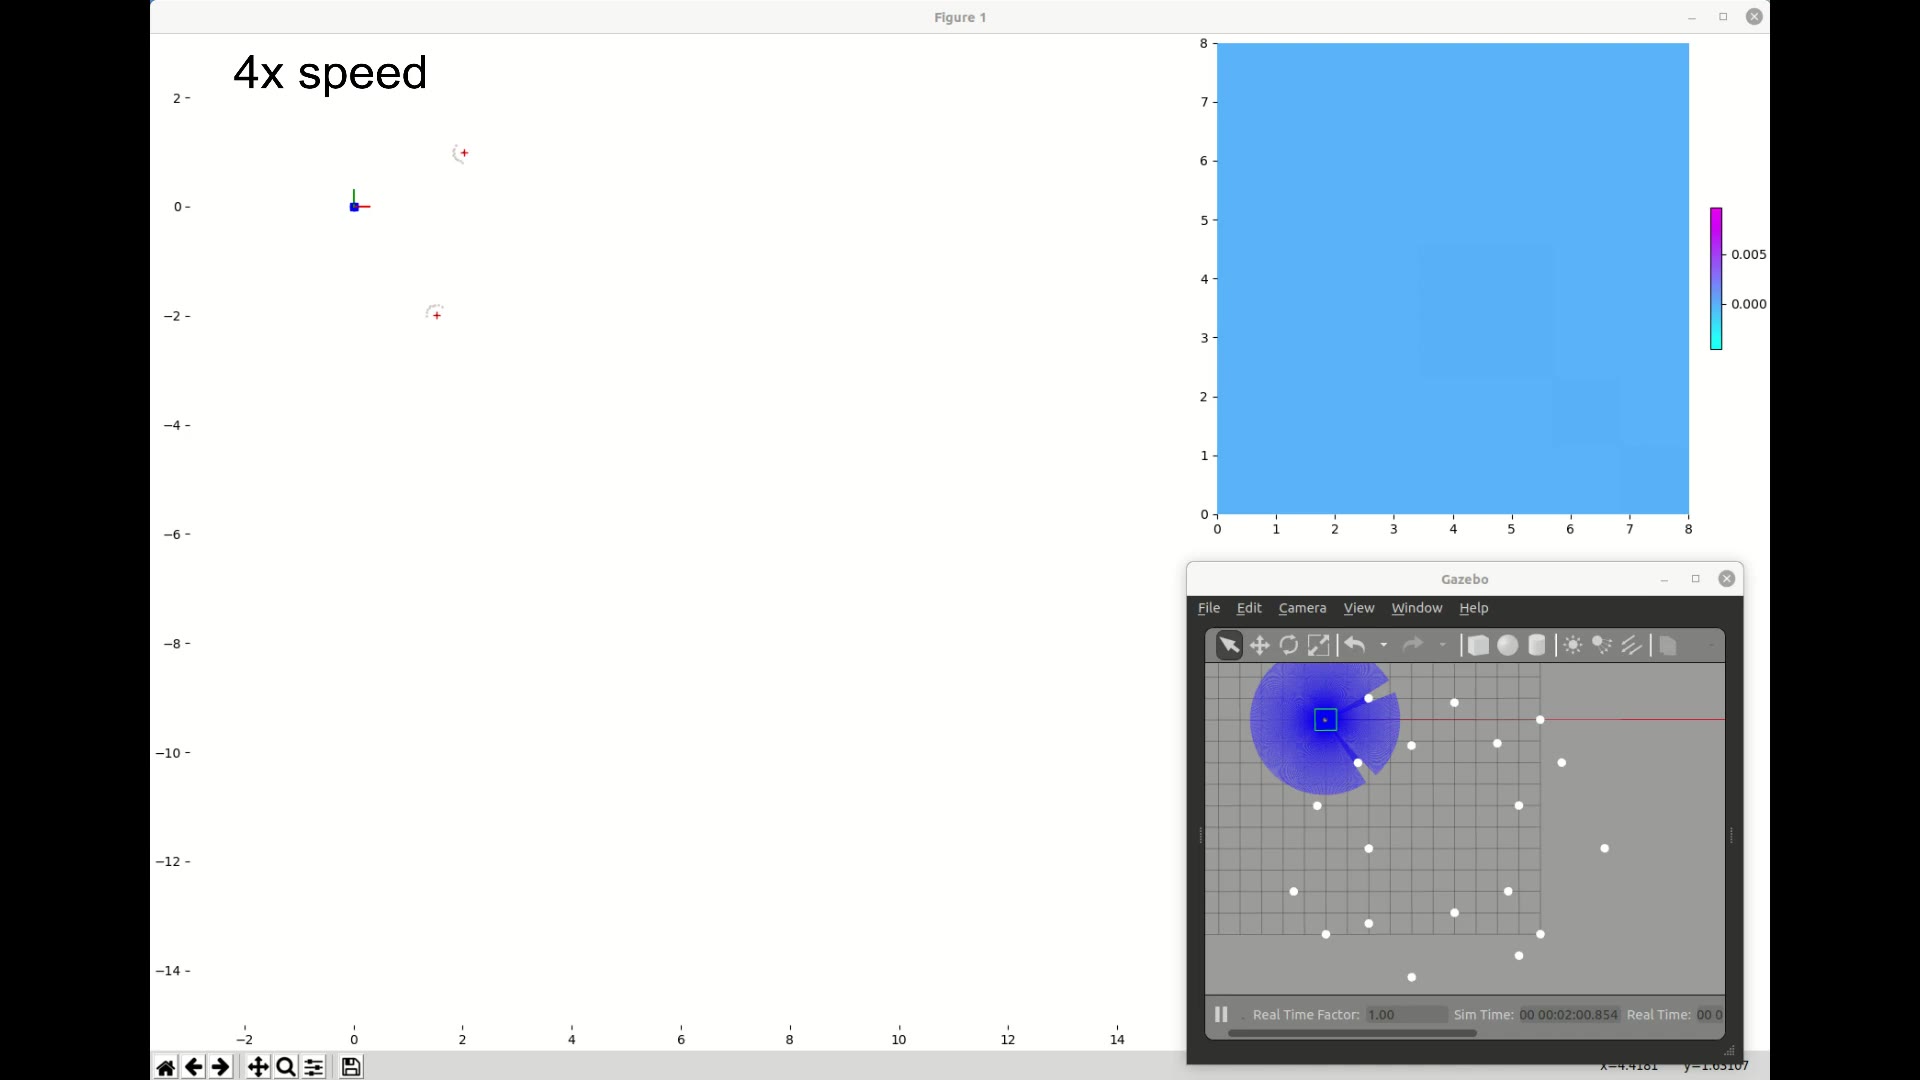 Figure 1
4x speed
2
0
−2
−4
−6
−8
−10
−12
−14
−2 0 2 4 6 8 10 12 14
8
7
6
5
4
3
2
1
0
0 1 2 3 4 5 6 7 8
0.005
0.000
Gazebo
File Edit Camera View Window Help
Real Time Factor: 1.00 Sim Time: 00 00:02:00.854 Real Time: 00 0
x=4.4181 y=1.63107